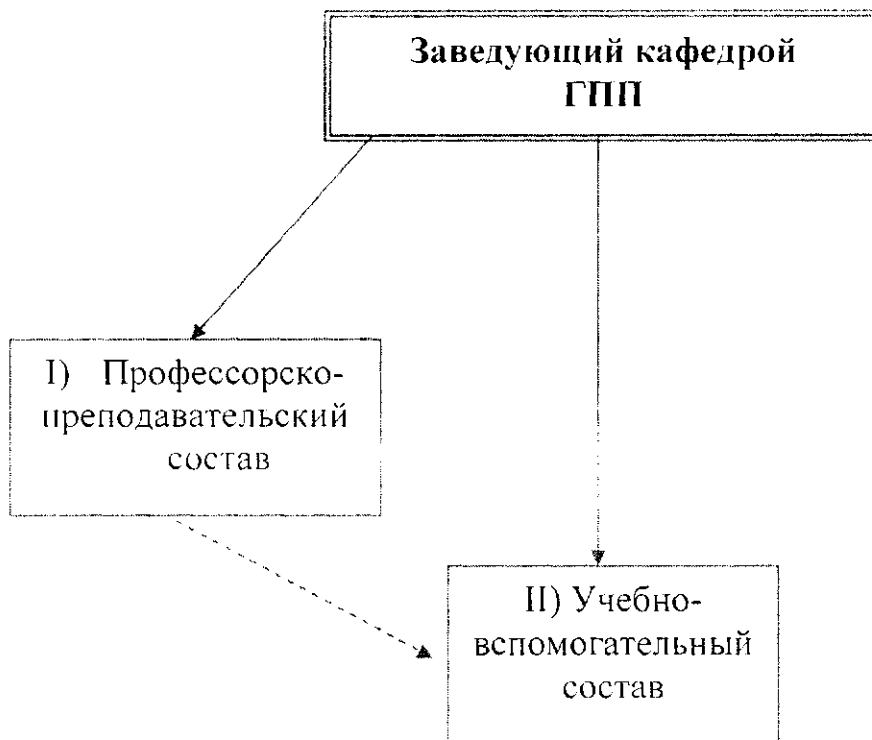 Заведующий кафедрой
ГПП
I) Профессорско-
преподавательский
состав
II) Учебно-
вспомогательный
состав